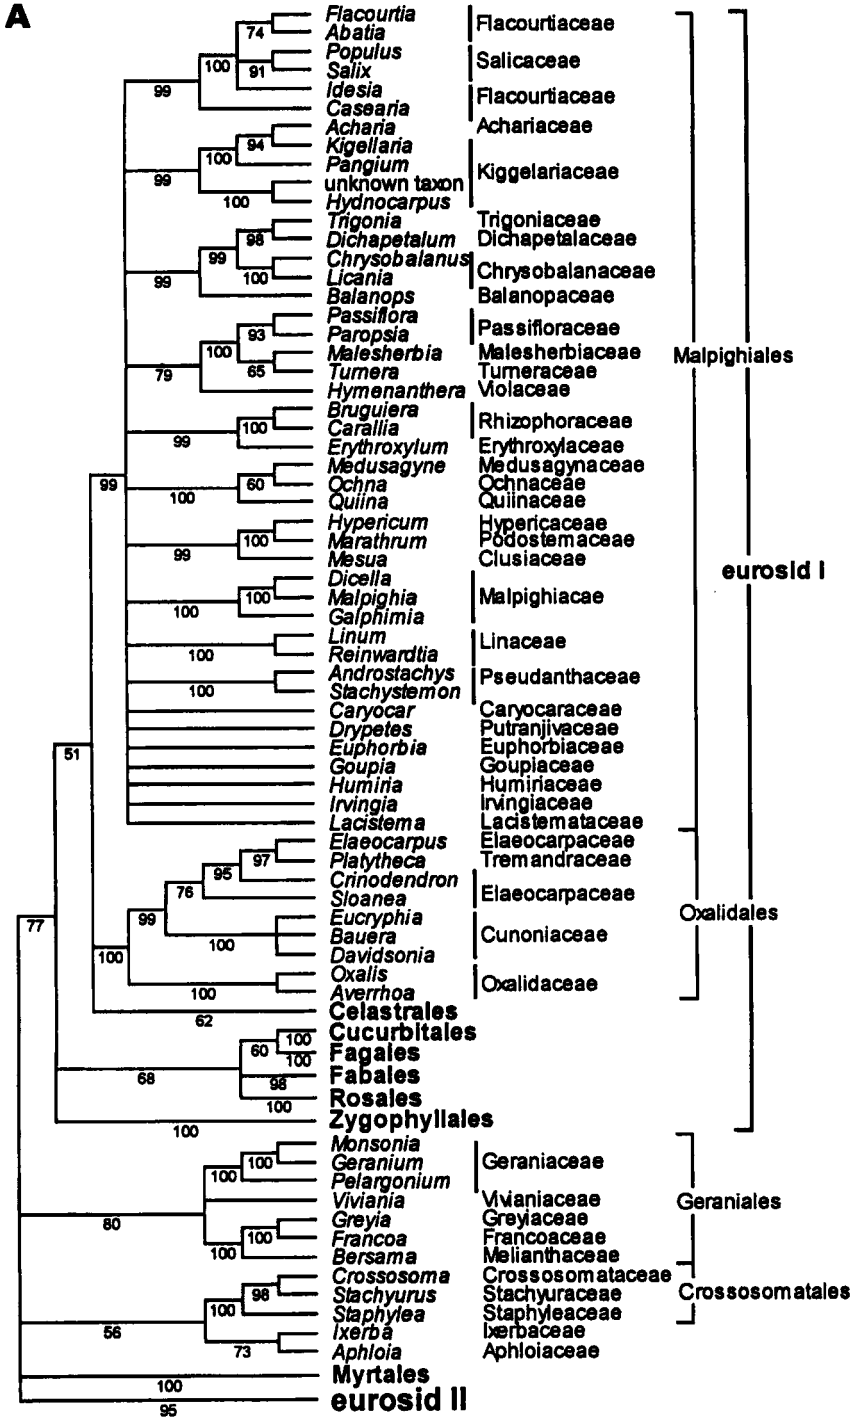 A
Flacourtia
Abatia
Flacourtiaceae
74
Populus
Salix
Salicaceae
100
91
Idesia
Casearia
Flacourtiaceae
99
Acharia Achariaceae
Kigellaria
94
Pangium
100
unknown taxon
Kiggelariaceae
99
Hydnocarpus
100
Trigonia Trigoniaceae
Dichapetalum Dichapetalaceae
98
Chrysobalanus
99
Licania
Chrysobalanaceae
99
100
Balanops Balanopaceae
Passiflora
Paropsia
Passifloraceae
93
Malesherbia Malesherbiaceae
100
Turnera Turneraceae
79
65
Hymenanthera Violaceae
Malpighiales
Bruguiera
Carallia
Rhizophoraceae
100
99
Erythroxylum Erythroxylaceae
Medusagyne Medusagynaceae
Ochna Ochnaceae
99
60
100
Quiina Quiinaceae
Hypericum Hypericaceae
Marathrum Podostemaceae
100
99
Mesua Clusiaceae
eurosid I
Dicella
Malpighia Malpighiacae
100
100
Galphimia
Linum
Linaceae
Reinwardtia
100
Androstachys
Pseudanthaceae
Stachystemon
100
Caryocar Caryocaraceae
Drypetes Putranjivaceae
Euphorbia Euphorbiaceae
51
Goupia Goupiaceae
Humiria Humiriaceae
Irvingia Irvingiaceae
Lacistema Lacistemataceae
Elaeocarpus Elaeocarpaceae
Platytheca Tremandraceae
97
Crinodendron
95
Sloanea
Elaeocarpaceae
76
Eucryphia
99
Oxalidales
Bauera Cunoniaceae
77
100
Davidsonia
100
Oxalis
Averrhoa
Oxalidaceae
100
Celastrales
62
Cucurbitales
100
Fagales
60
100
Fabales
68
98
Rosales
100
Zygophyllales
100
Monsonia
Geranium Geraniaceae
100
Pelargonium
100
Viviania Vivianiaceae
Geraniales
Greyia Greyiaceae
80
Francoa Francoaceae
100
Bersama Melianthaceae
100
Crossosoma Crossosomataceae
Stachyurus Stachyuraceae
98
Crossosomatales
Staphylea Staphyleaceae
100
56
Ixerba Ixerbaceae
Aphloia Aphloiaceae
73
Myrtales
100
eurosid II
95